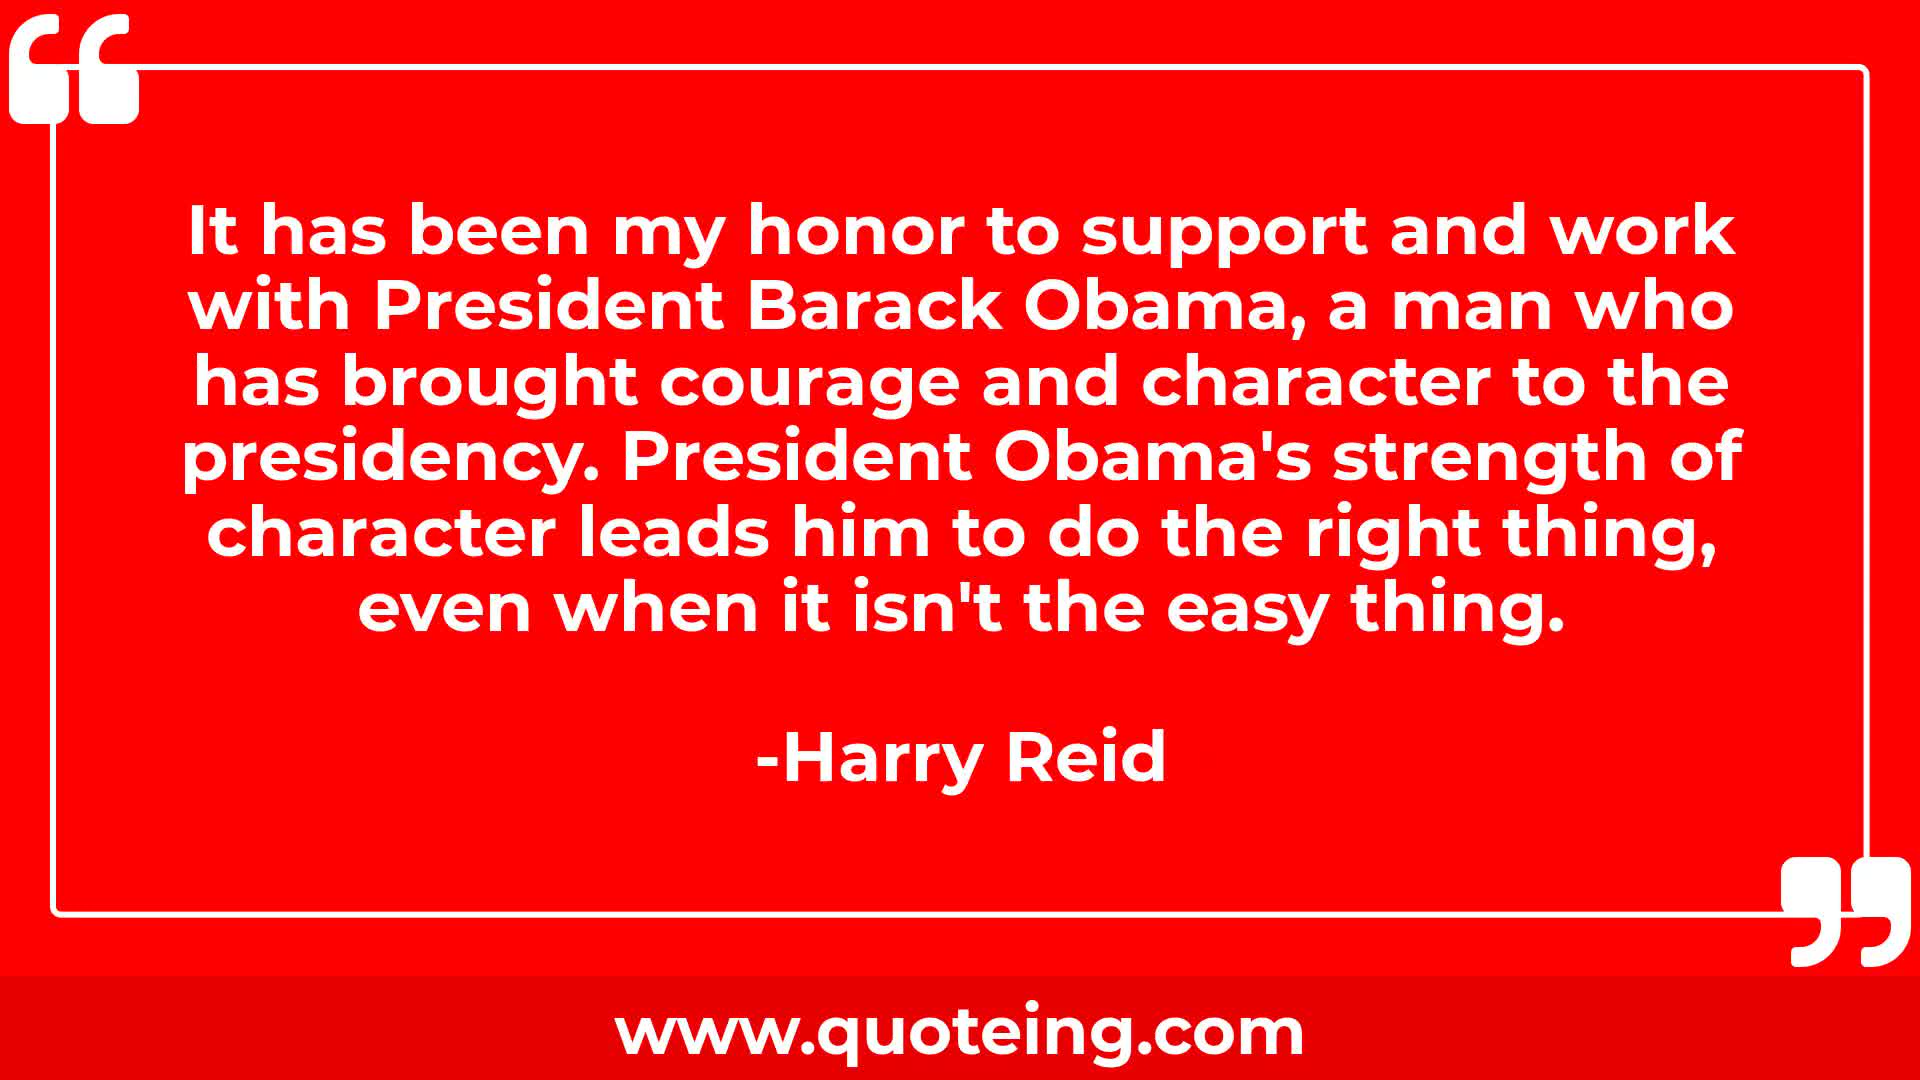 It has been my honor to support and work
with President Barack Obama, a man who
has brought courage and character to the
presidency. President Obama's strength of
character leads him to do the right thing,
even when it isn't the easy thing.
-Harry Reid
www.quoteing.com